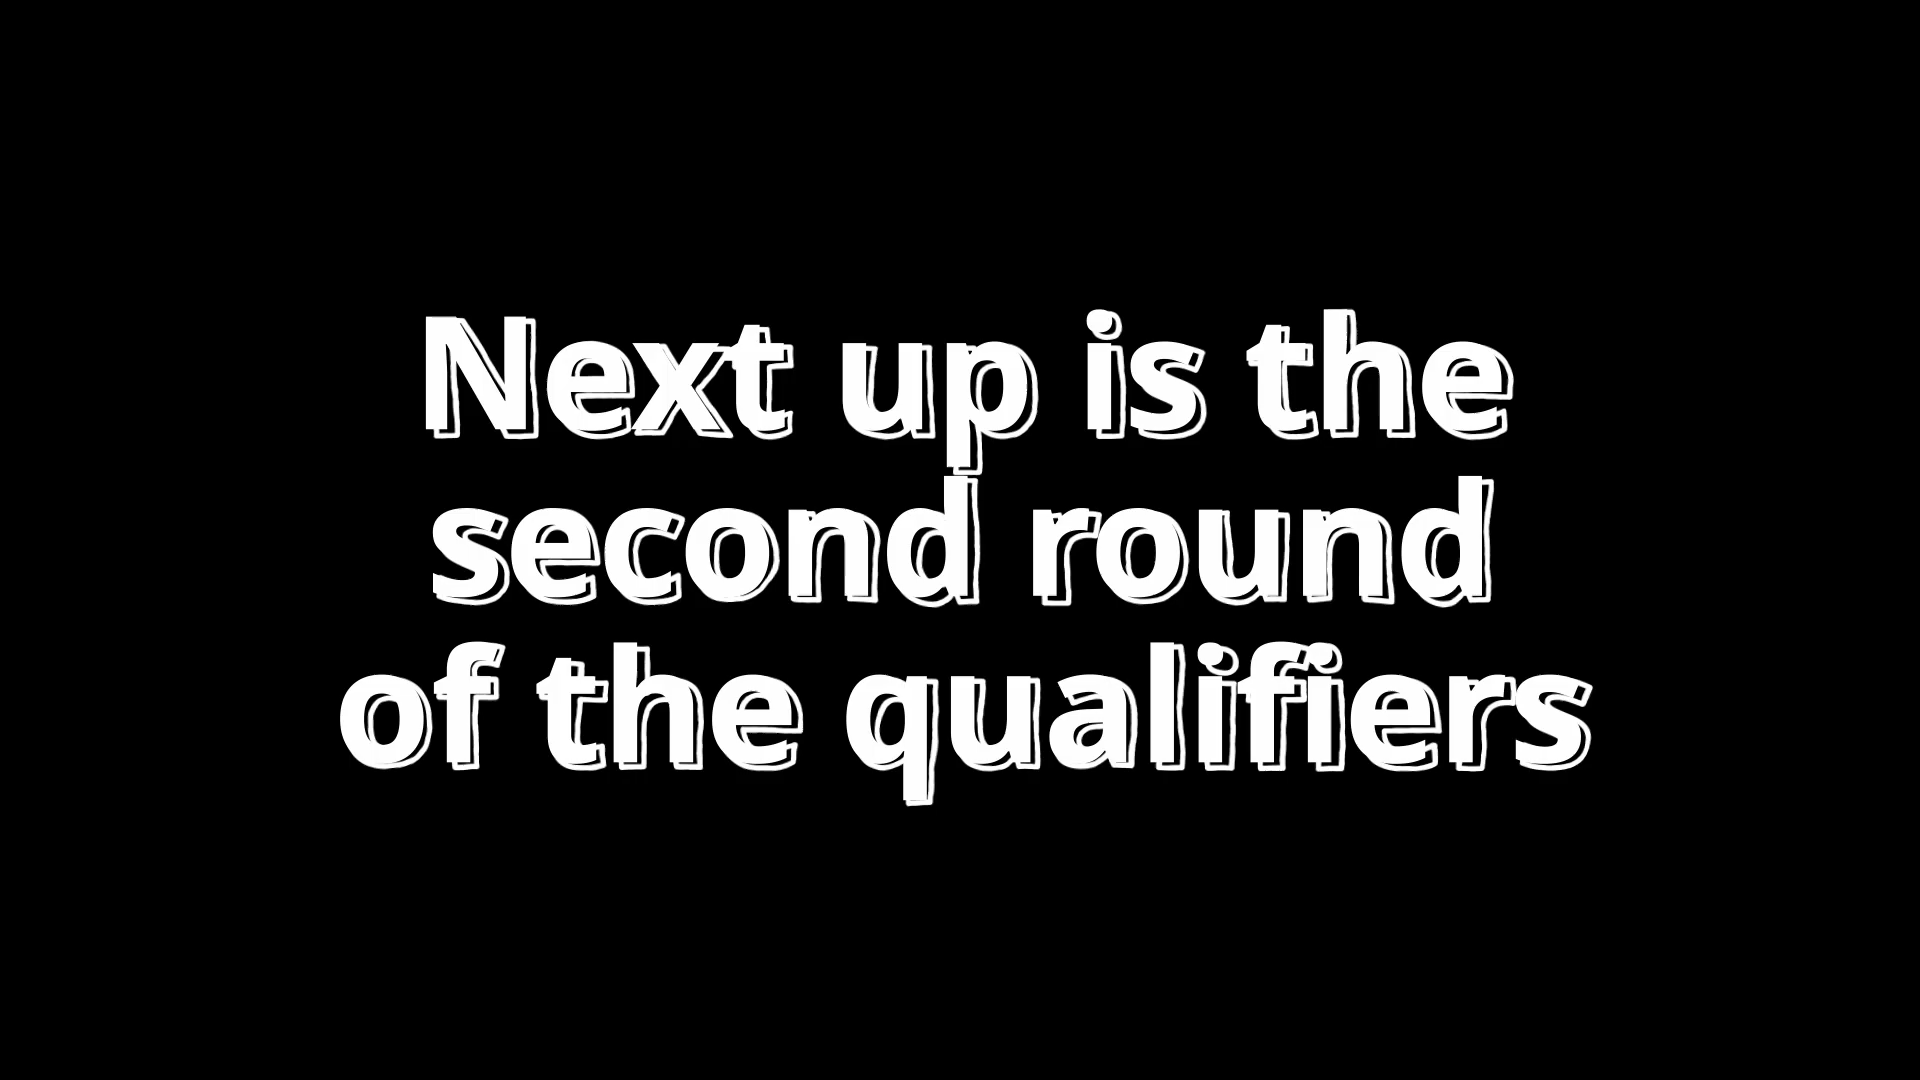 Next up is the
second round
of the qualifiers